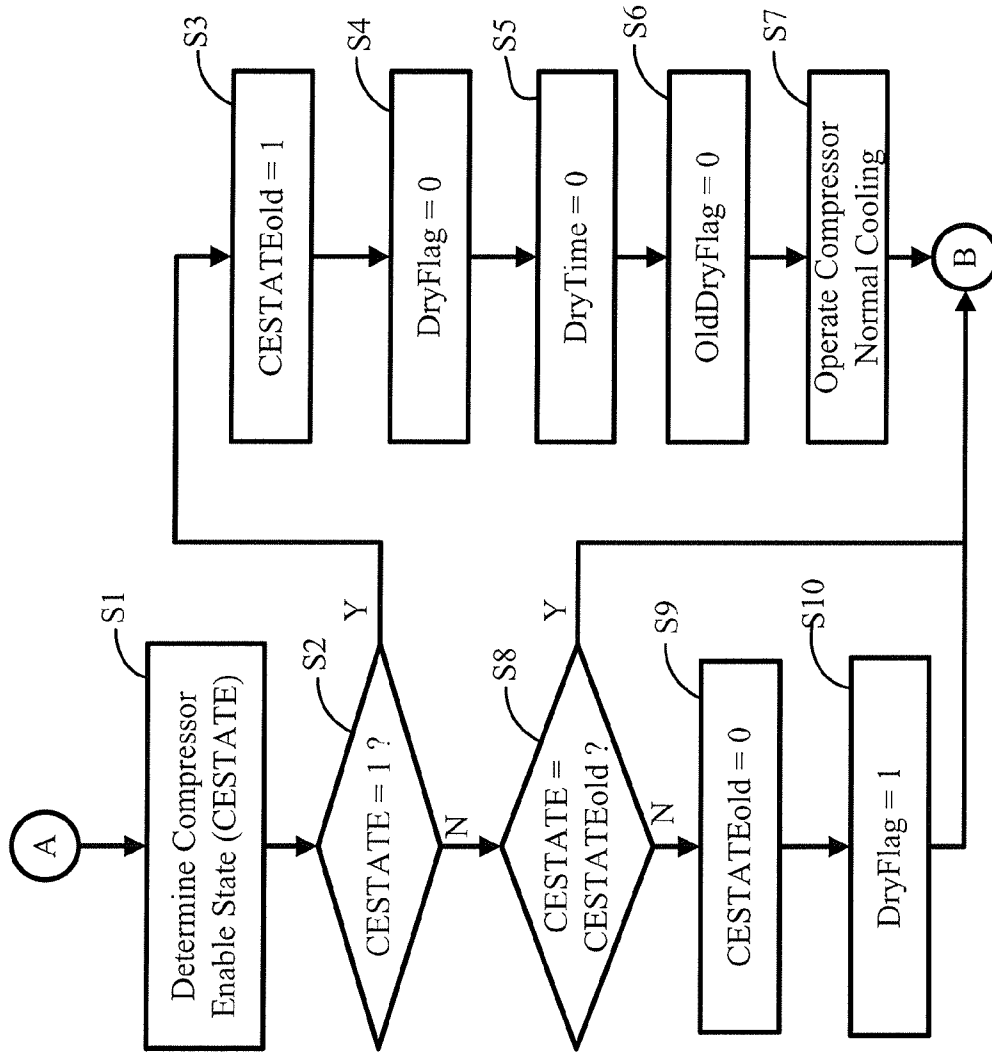 A
S1
Determine Compressor
Enable State (CESTATE)
S2
CESTATE = 1 ?
Y
N
S8
CESTATE =
CESTATEold ?
Y
N
S9
CESTATEold = 0
S10
DryFlag = 1
S3
CESTATEold = 1
S4
DryFlag = 0
S5
DryTime = 0
S6
OldDryFlag = 0
S7
Operate Compressor
Normal Cooling
B